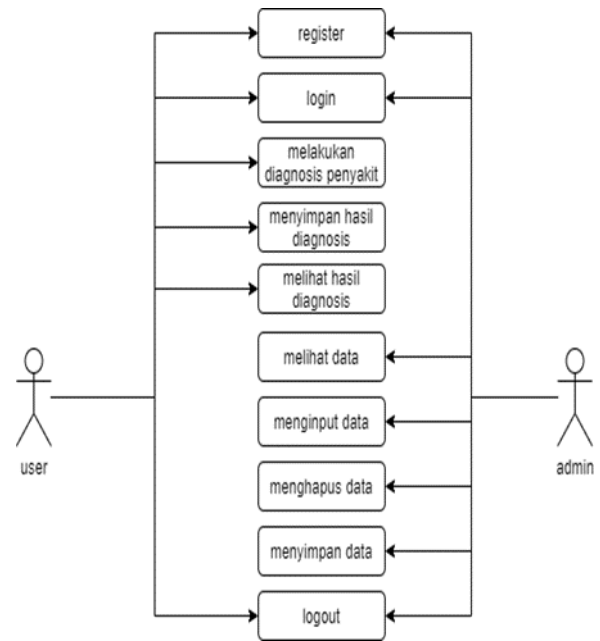 register
login
melakukan
diagnosis penyakit
menyimpan hasil
diagnosis
melihat hasil
diagnosis
melihat data
menginput data
menghapus data
menyimpan data
logout
user
admin